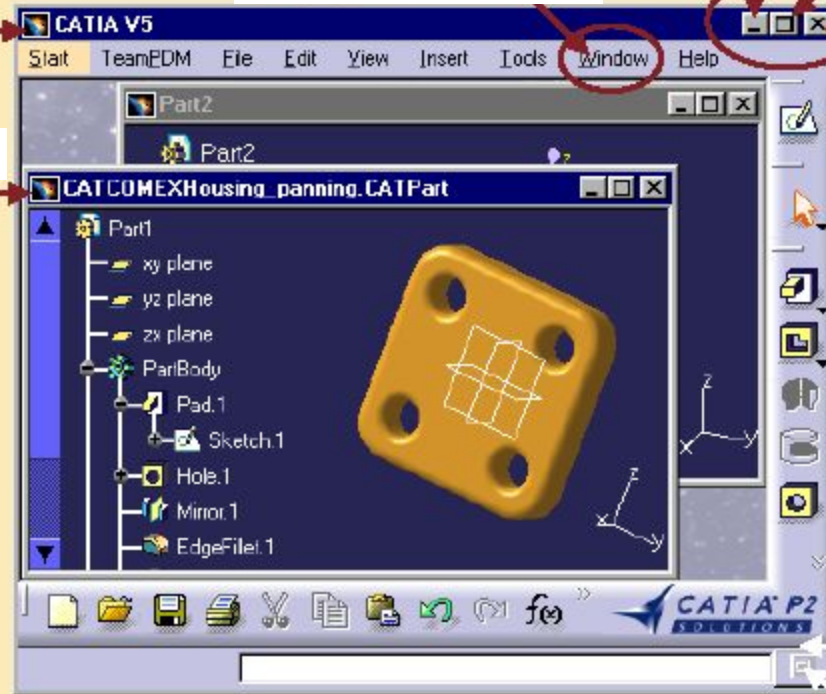 CATIA V5
Start TeamPDM File Edit View Insert Tools Window Help
Part2
Part2
z
CATCOMEXHousing_panning.CATPart
Part1
xy plane
yz plane
zx plane
PartBody
Pad.1
Sketch.1
Hole.1
Mirror.1
EdgeFillet.1
z
x y
z
x y
f(x)
CATIA P2
SOLUTIONS